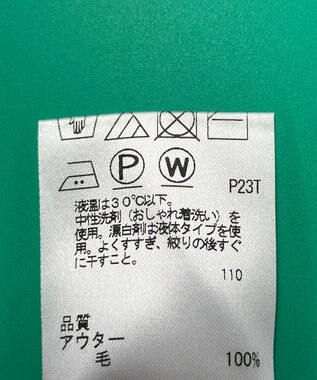 P W
P23T
液温は30℃以下。
中性洗剤（おしゃれ着洗い）を
使用。漂白剤は液体タイプを使
用。よくすすぎ、絞りの後すぐ
に干すこと。
110
品質
アウター
毛 100%